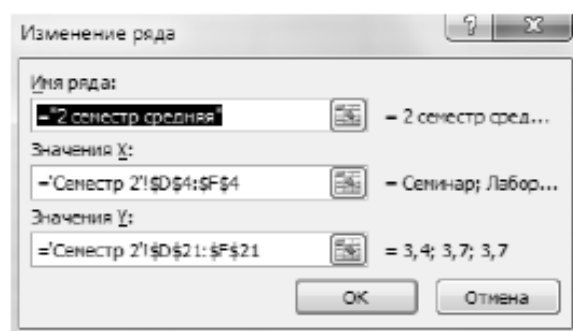 Изменение ряда
Имя ряда:
="2 семестр средняя" = 2 семестр сред...
Значения X:
='Семестр 2'!$D$4:$F$4 = Семинар; Лабор...
Значения Y:
='Семестр 2'!$D$21:$F$21 = 3,4; 3,7; 3,7
ОК Отмена